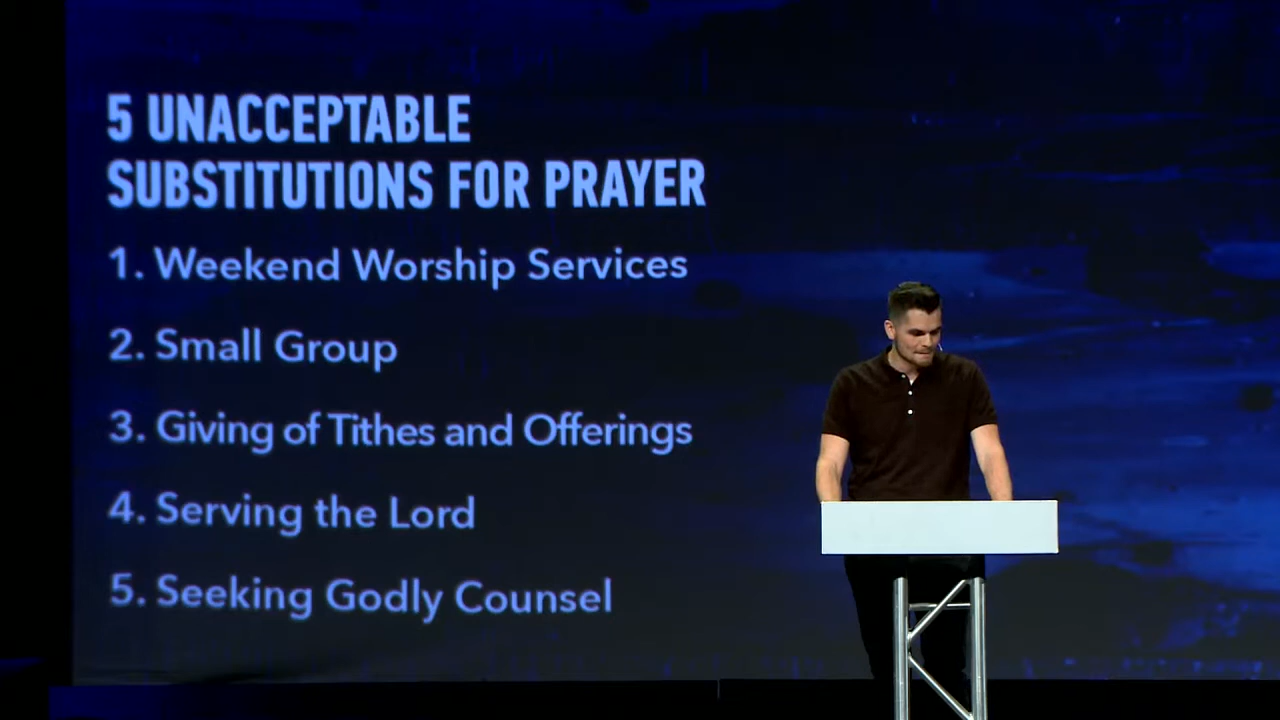 5 UNACCEPTABLE
SUBSTITUTIONS FOR PRAYER
1. Weekend Worship Services
2. Small Group
3. Giving of Tithes and Offerings
4. Serving the Lord
5. Seeking Godly Counsel